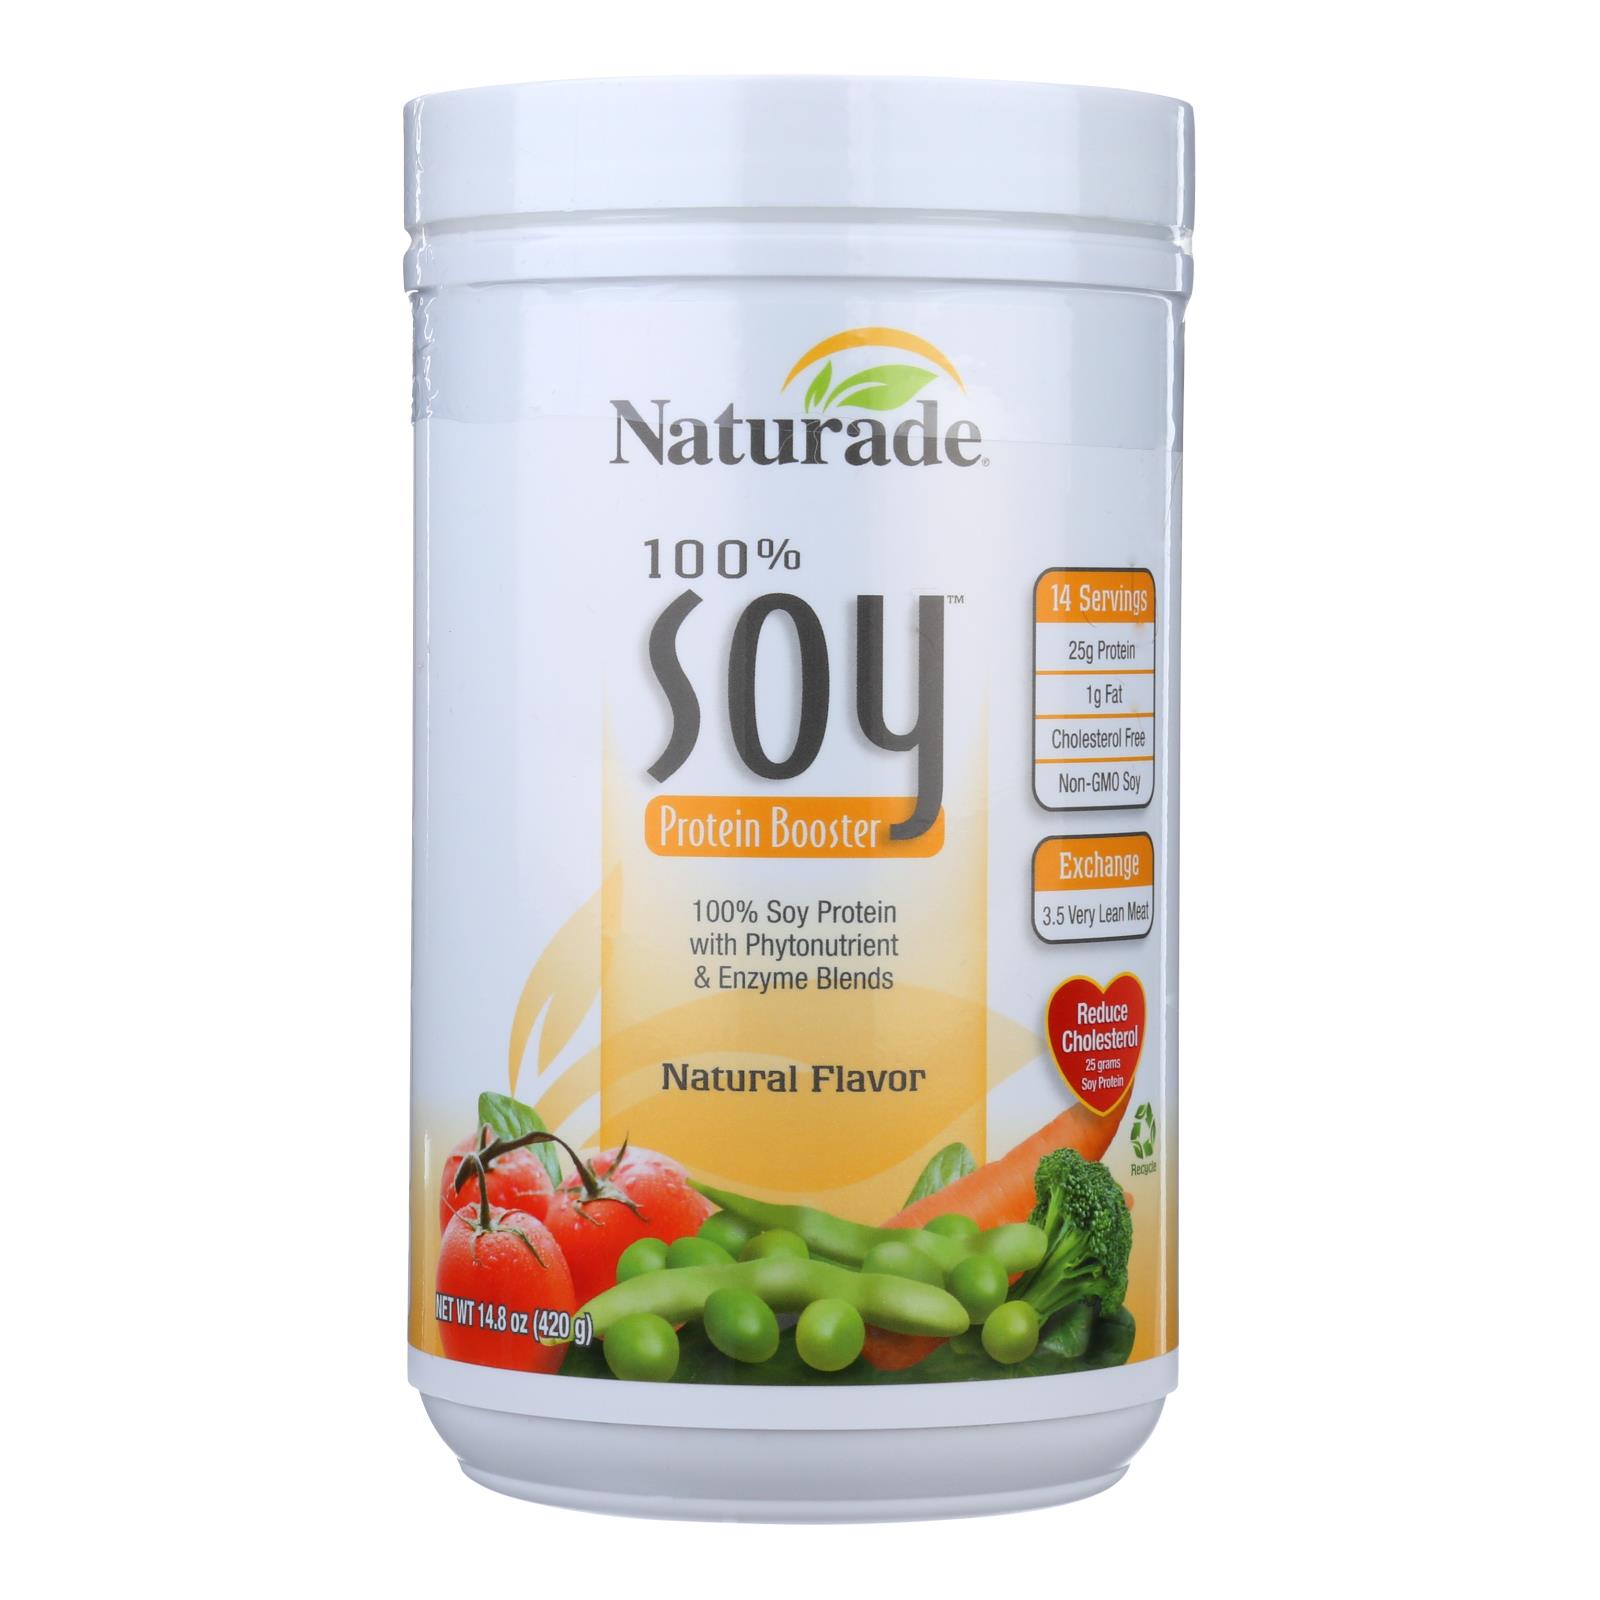 Naturade®
100%
soy™
Protein Booster
100% Soy Protein
with Phytonutrient
& Enzyme Blends
Natural Flavor
14 Servings
25g Protein
1g Fat
Cholesterol Free
Non-GMO Soy
Exchange
3.5 Very Lean Meat
Reduce
Cholesterol
25 grams
Soy Protein
Recycle
NET WT 14.8 oz (420 g)